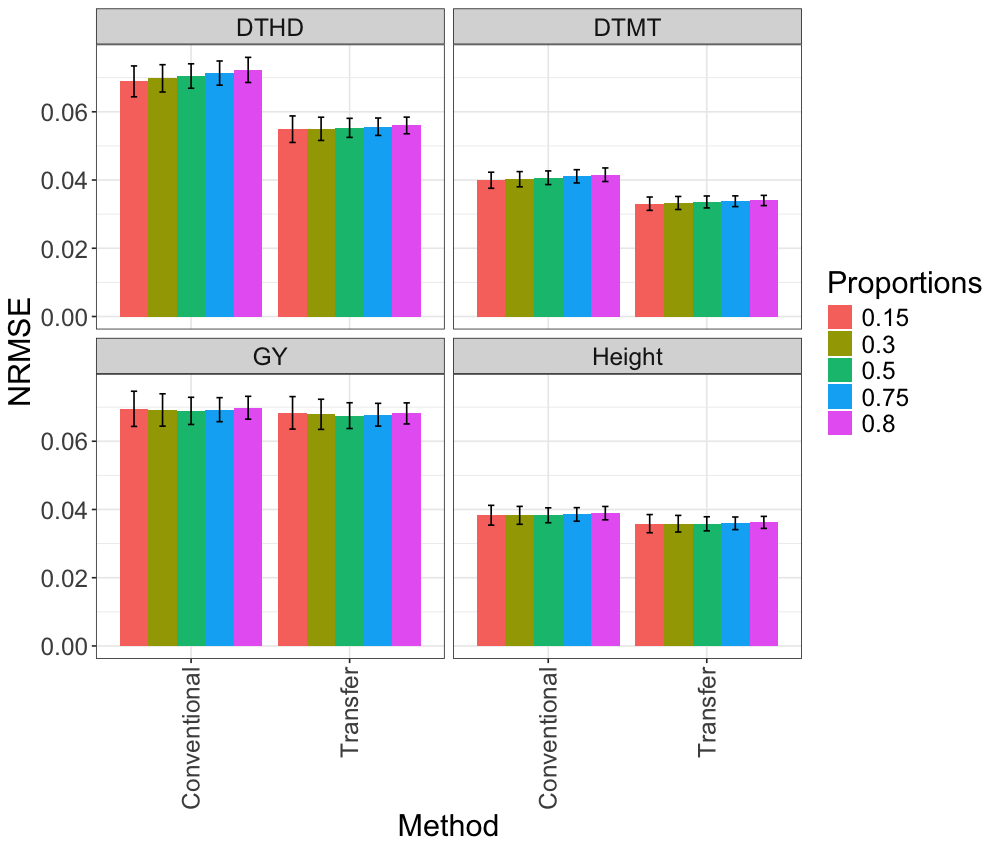 DTHD
DTMT
0.06
0.04
0.02
0.00
GY
Height
0.06
0.04
0.02
0.00
NRMSE
Conventional
Transfer
Conventional
Transfer
Method
Proportions
0.15
0.3
0.5
0.75
0.8